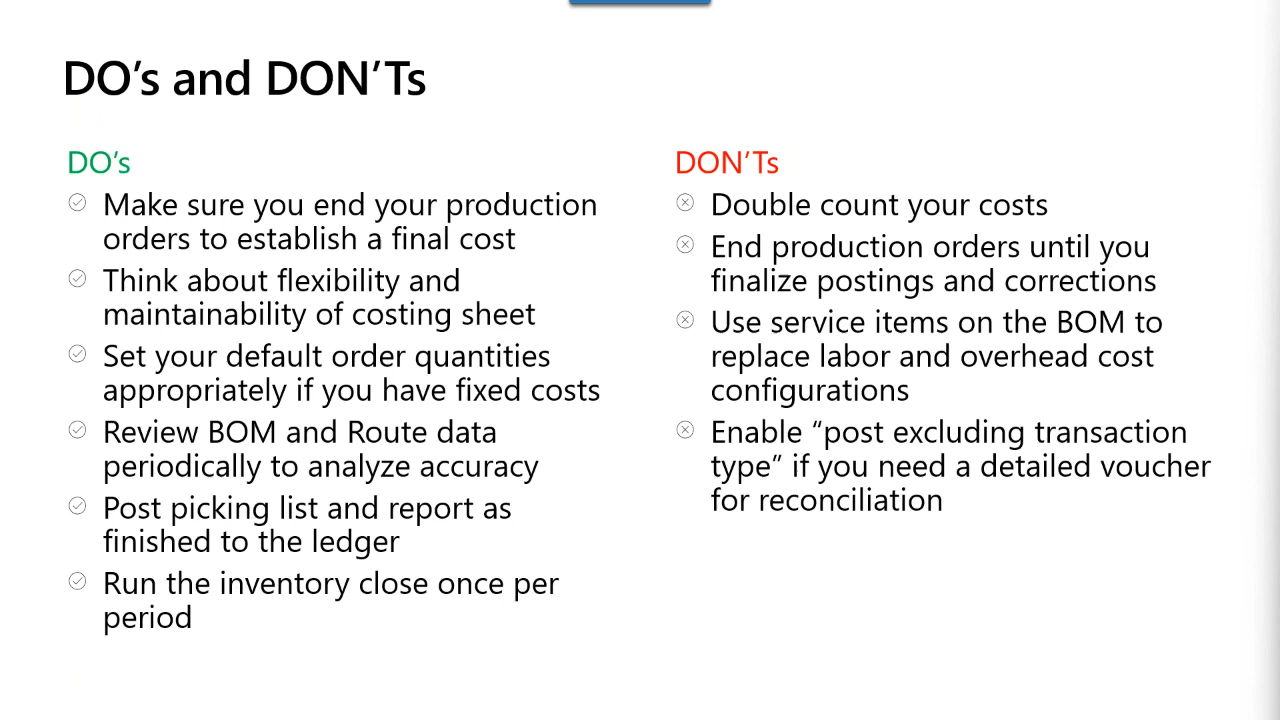 DO’s and DON’Ts
DO’s
Make sure you end your production
orders to establish a final cost
Think about flexibility and
maintainability of costing sheet
Set your default order quantities
appropriately if you have fixed costs
Review BOM and Route data
periodically to analyze accuracy
Post picking list and report as
finished to the ledger
Run the inventory close once per
period
DON’Ts
Double count your costs
End production orders until you
finalize postings and corrections
Use service items on the BOM to
replace labor and overhead cost
configurations
Enable “post excluding transaction
type” if you need a detailed voucher
for reconciliation